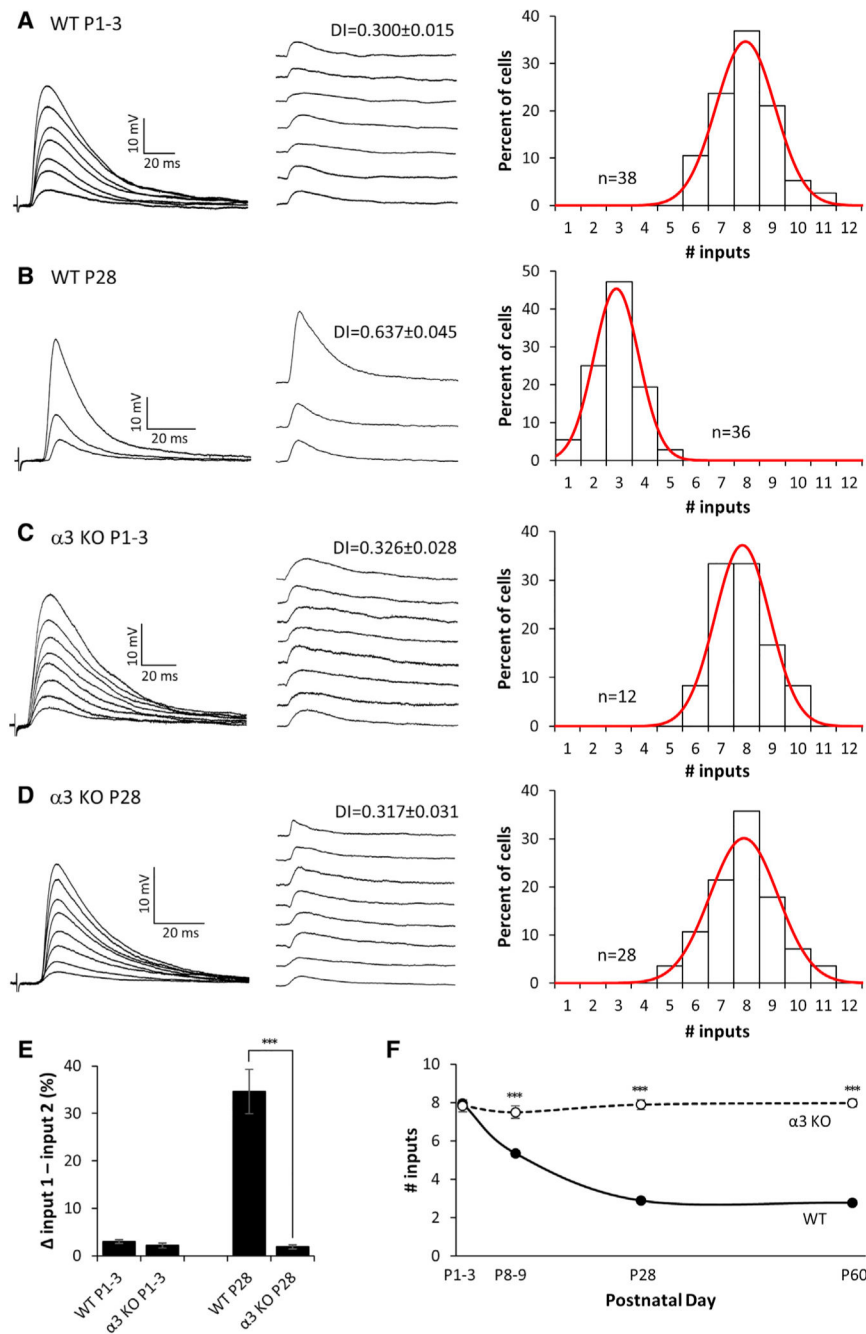 A WT P1-3
DI=0.300±0.015
10 mV
20 ms
Percent of cells
40
30
20
10
0
n=38
1 2 3 4 5 6 7 8 9 10 11 12
# inputs
B WT P28
DI=0.637±0.045
10 mV
20 ms
Percent of cells
50
40
30
20
10
0
n=36
1 2 3 4 5 6 7 8 9 10 11 12
# inputs
C α3 KO P1-3
DI=0.326±0.028
10 mV
20 ms
Percent of cells
40
30
20
10
0
n=12
1 2 3 4 5 6 7 8 9 10 11 12
# inputs
D α3 KO P28
DI=0.317±0.031
10 mV
20 ms
Percent of cells
40
30
20
10
0
n=28
1 2 3 4 5 6 7 8 9 10 11 12
# inputs
E
Δ input 1 – input 2 (%)
40
30
20
10
0
***
WT P1-3
α3 KO P1-3
WT P28
α3 KO P28
F
# inputs
10
8
6
4
2
0
***
***
***
α3 KO
WT
P1-3 P8-9 P28 P60
Postnatal Day